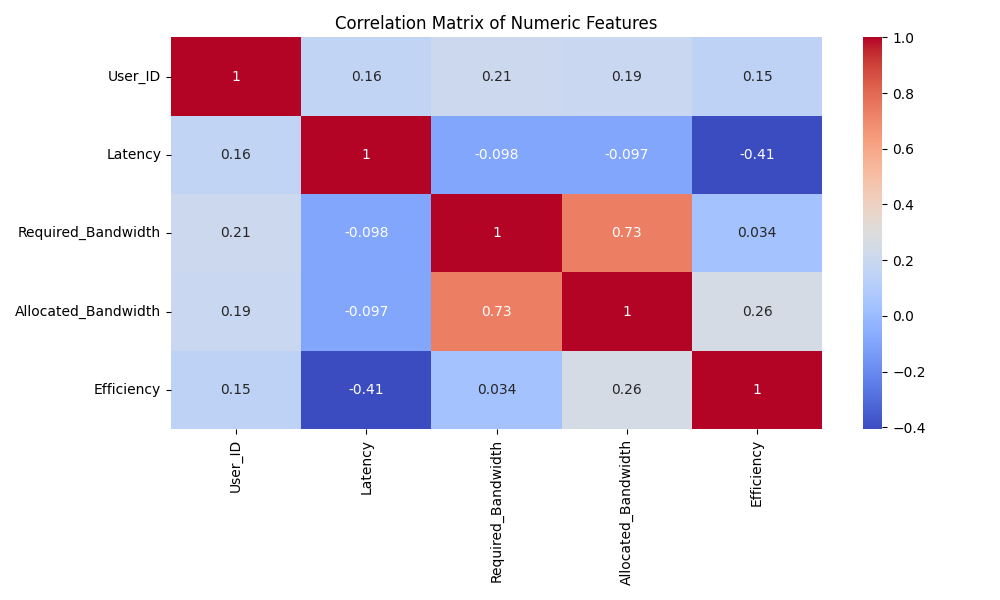 Correlation Matrix of Numeric Features
User_ID 1 0.16 0.21 0.19 0.15
Latency 0.16 1 -0.098 -0.097 -0.41
Required_Bandwidth 0.21 -0.098 1 0.73 0.034
Allocated_Bandwidth 0.19 -0.097 0.73 1 0.26
Efficiency 0.15 -0.41 0.034 0.26 1
User_ID
Latency
Required_Bandwidth
Allocated_Bandwidth
Efficiency
1.0
0.8
0.6
0.4
0.2
0.0
−0.2
−0.4